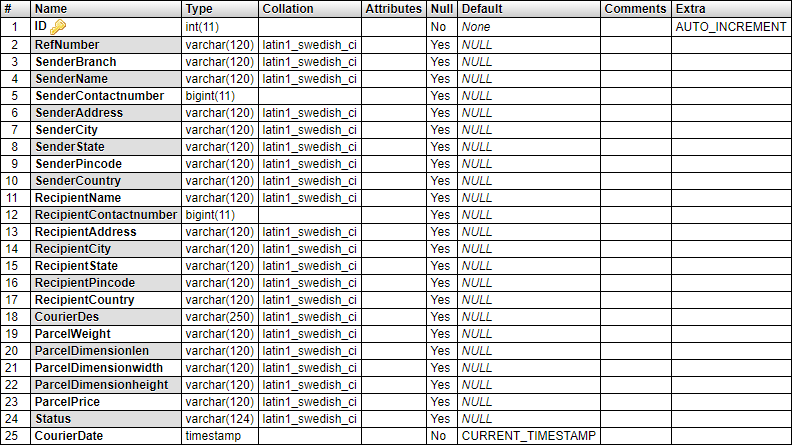 # Name Type Collation Attributes Null Default Comments Extra
1 ID int(11) No None AUTO_INCREMENT
2 RefNumber varchar(120) latin1_swedish_ci Yes NULL
3 SenderBranch varchar(120) latin1_swedish_ci Yes NULL
4 SenderName varchar(120) latin1_swedish_ci Yes NULL
5 SenderContactnumber bigint(11) Yes NULL
6 SenderAddress varchar(120) latin1_swedish_ci Yes NULL
7 SenderCity varchar(120) latin1_swedish_ci Yes NULL
8 SenderState varchar(120) latin1_swedish_ci Yes NULL
9 SenderPincode varchar(120) latin1_swedish_ci Yes NULL
10 SenderCountry varchar(120) latin1_swedish_ci Yes NULL
11 RecipientName varchar(120) latin1_swedish_ci Yes NULL
12 RecipientContactnumber bigint(11) Yes NULL
13 RecipientAddress varchar(120) latin1_swedish_ci Yes NULL
14 RecipientCity varchar(120) latin1_swedish_ci Yes NULL
15 RecipientState varchar(120) latin1_swedish_ci Yes NULL
16 RecipientPincode varchar(120) latin1_swedish_ci Yes NULL
17 RecipientCountry varchar(120) latin1_swedish_ci Yes NULL
18 CourierDes varchar(250) latin1_swedish_ci Yes NULL
19 ParcelWeight varchar(120) latin1_swedish_ci Yes NULL
20 ParcelDimensionlen varchar(120) latin1_swedish_ci Yes NULL
21 ParcelDimensionwidth varchar(120) latin1_swedish_ci Yes NULL
22 ParcelDimensionheight varchar(120) latin1_swedish_ci Yes NULL
23 ParcelPrice varchar(120) latin1_swedish_ci Yes NULL
24 Status varchar(124) latin1_swedish_ci Yes NULL
25 CourierDate timestamp No CURRENT_TIMESTAMP